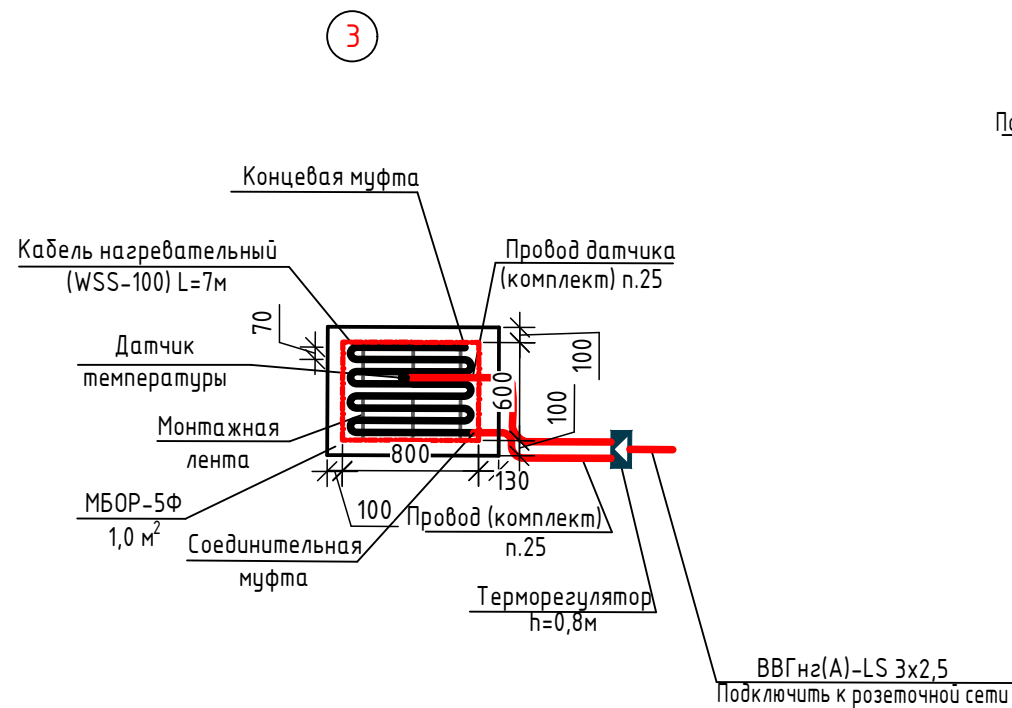 3
По
Концевая муфта
Кабель нагревательный
(WSS-100) L=7м
Провод датчика
(комплект) п.25
70
100
Датчик
температуры
600
100
Монтажная
лента
800
130
МБОР-5Ф
1,0 м²
100
Провод (комплект)
п.25
Соединительная
муфта
Терморегулятор
h=0,8м
ВВГнг(А)-LS 3х2,5
Подключить к розеточной сети